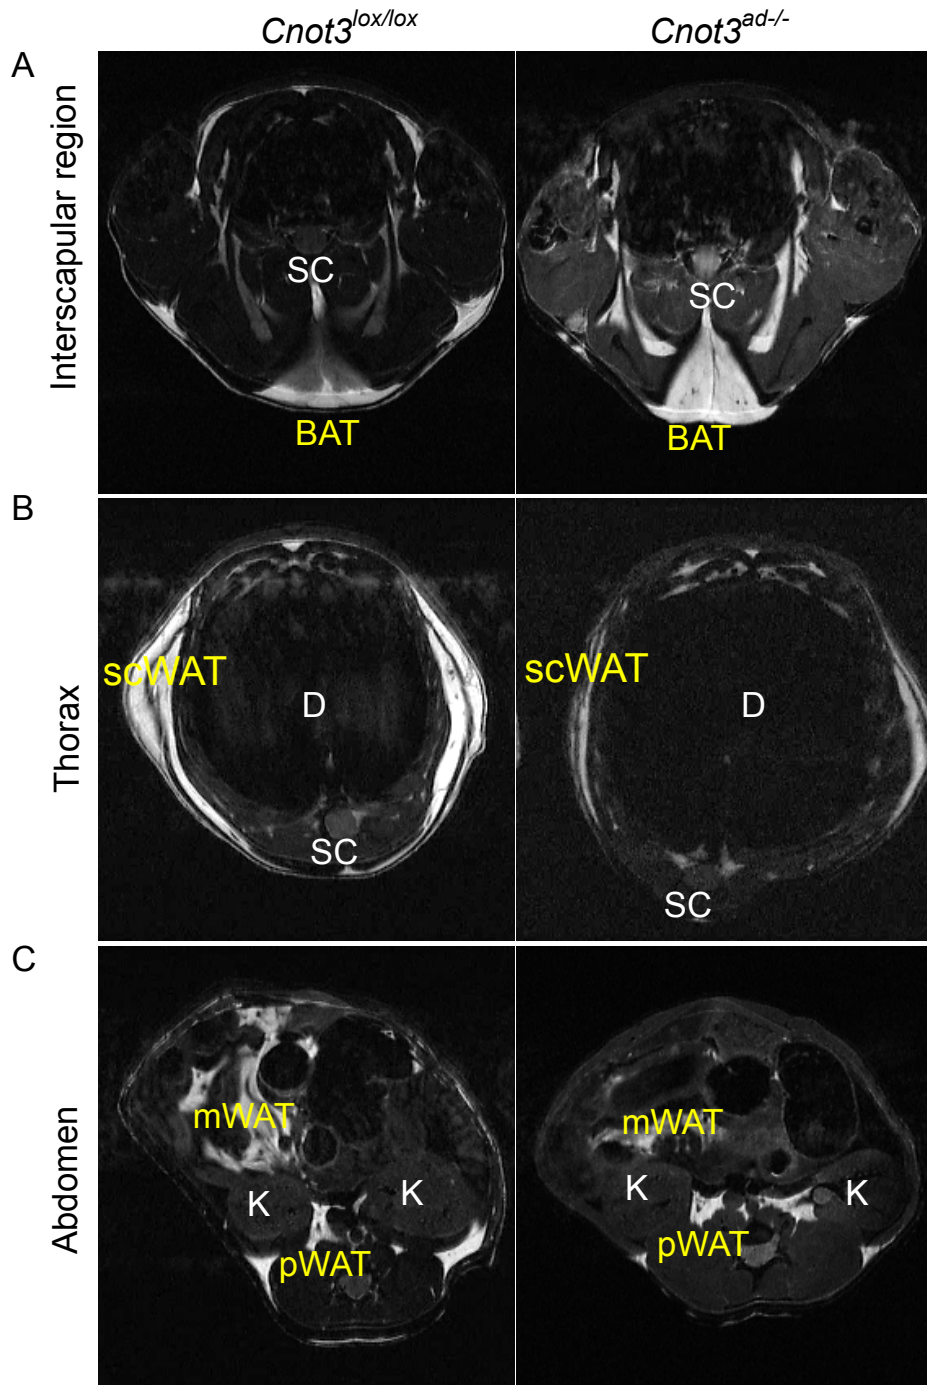 Cnot3lox/lox
Cnot3ad-/-
A
Interscapular region
SC
BAT
SC
BAT
B
Thorax
scWAT
D
SC
scWAT
D
SC
C
Abdomen
mWAT
K
K
pWAT
mWAT
K
K
pWAT